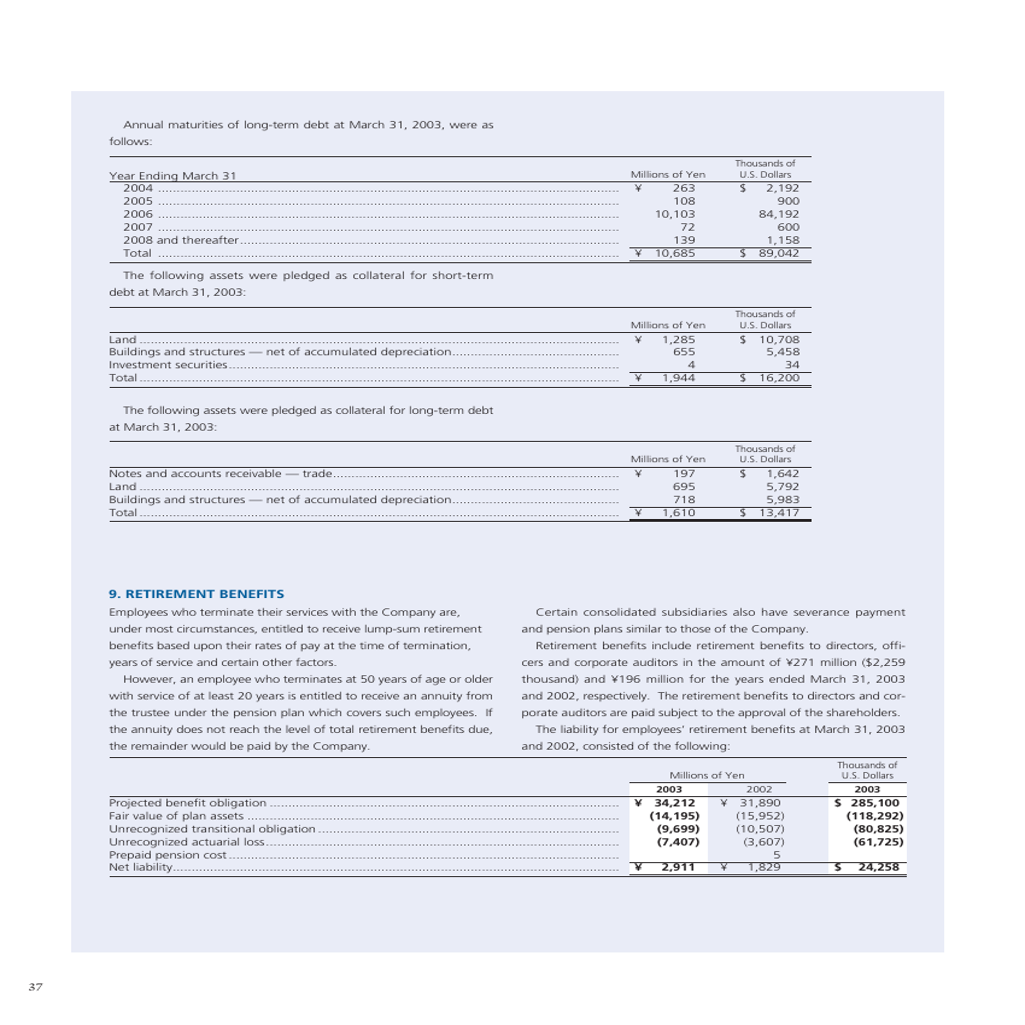 Annual maturities of long-term debt at March 31, 2003, were as
follows:
Thousands of
Year Ending March 31 Millions of Yen U.S. Dollars
2004 ¥ 263 $ 2,192
2005 108 900
2006 10,103 84,192
2007 72 600
2008 and thereafter 139 1,158
Total ¥ 10,685 $ 89,042
The following assets were pledged as collateral for short-term
debt at March 31, 2003:
Thousands of
Millions of Yen U.S. Dollars
Land ¥ 1,285 $ 10,708
Buildings and structures — net of accumulated depreciation 655 5,458
Investment securities 4 34
Total ¥ 1,944 $ 16,200
The following assets were pledged as collateral for long-term debt
at March 31, 2003:
Thousands of
Millions of Yen U.S. Dollars
Notes and accounts receivable — trade ¥ 197 $ 1,642
Land 695 5,792
Buildings and structures — net of accumulated depreciation 718 5,983
Total ¥ 1,610 $ 13,417
9. RETIREMENT BENEFITS
Employees who terminate their services with the Company are,
under most circumstances, entitled to receive lump-sum retirement
benefits based upon their rates of pay at the time of termination,
years of service and certain other factors.
However, an employee who terminates at 50 years of age or older
with service of at least 20 years is entitled to receive an annuity from
the trustee under the pension plan which covers such employees. If
the annuity does not reach the level of total retirement benefits due,
the remainder would be paid by the Company.
Certain consolidated subsidiaries also have severance payment
and pension plans similar to those of the Company.
Retirement benefits include retirement benefits to directors, offi-
cers and corporate auditors in the amount of ¥271 million ($2,259
thousand) and ¥196 million for the years ended March 31, 2003
and 2002, respectively. The retirement benefits to directors and cor-
porate auditors are paid subject to the approval of the shareholders.
The liability for employees' retirement benefits at March 31, 2003
and 2002, consisted of the following:
Thousands of
Millions of Yen U.S. Dollars
2003 2002 2003
Projected benefit obligation ¥ 34,212 ¥ 31,890 $ 285,100
Fair value of plan assets (14,195) (15,952) (118,292)
Unrecognized transitional obligation (9,699) (10,507) (80,825)
Unrecognized actuarial loss (7,407) (3,607) (61,725)
Prepaid pension cost 5
Net liability ¥ 2,911 ¥ 1,829 $ 24,258
37